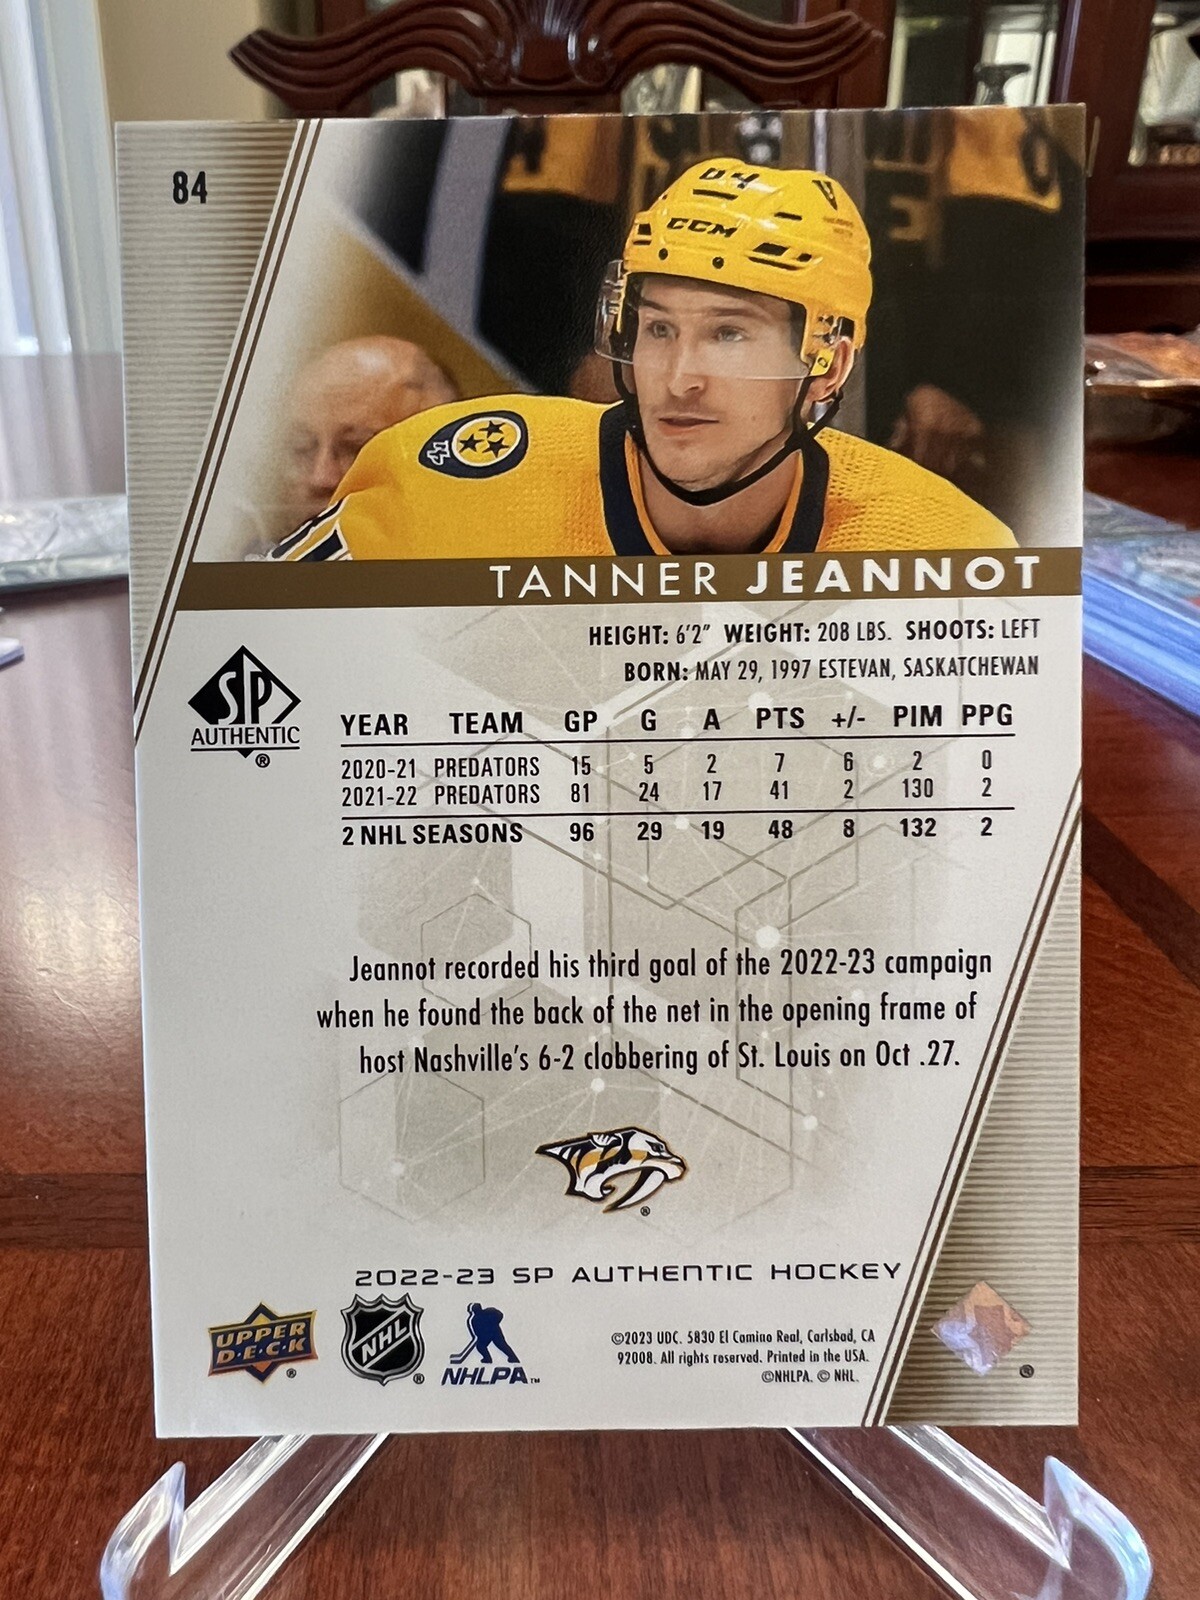 84
84
CCM
TANNER JEANNOT
HEIGHT: 6'2" WEIGHT: 208 LBS. SHOOTS: LEFT
BORN: MAY 29, 1997 ESTEVAN, SASKATCHEWAN
SP
AUTHENTIC
®
YEAR TEAM GP G A PTS +/- PIM PPG
2020-21 PREDATORS 15 5 2 7 6 2 0
2021-22 PREDATORS 81 24 17 41 2 130 2
2 NHL SEASONS 96 29 19 48 8 132 2
Jeannot recorded his third goal of the 2022-23 campaign
when he found the back of the net in the opening frame of
host Nashville's 6-2 clobbering of St. Louis on Oct .27.
®
2022-23 SP AUTHENTIC HOCKEY
UPPER
D·E·C·K
®
NHL
®
NHLPA™
©2023 UDC. 5830 El Camino Real, Carlsbad, CA
92008. All rights reserved. Printed in the USA.
©NHLPA. © NHL.
®